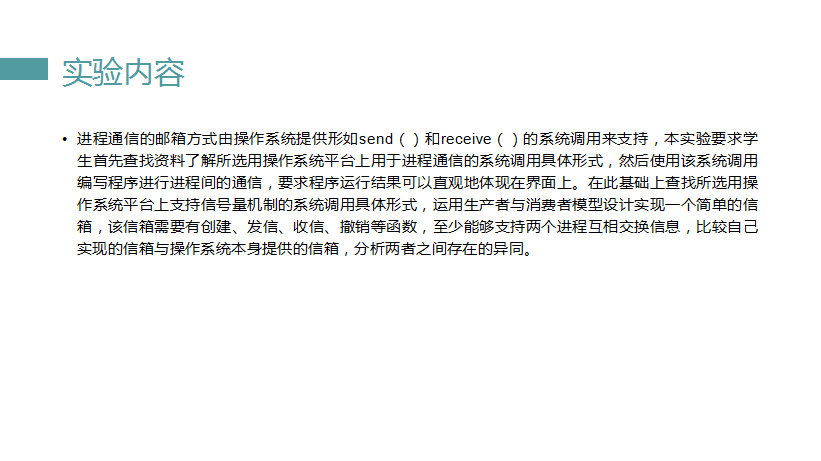 实验内容
• 进程通信的邮箱方式由操作系统提供形如send（）和receive（）的系统调用来支持，本实验要求学
生首先查找资料了解所选用操作系统平台上用于进程通信的系统调用具体形式，然后使用该系统调用
编写程序进行进程间的通信，要求程序运行结果可以直观地体现在界面上。在此基础上查找所选用操
作系统平台上支持信号量机制的系统调用具体形式，运用生产者与消费者模型设计实现一个简单的信
箱，该信箱需要有创建、发信、收信、撤销等函数，至少能够支持两个进程互相交换信息，比较自己
实现的信箱与操作系统本身提供的信箱，分析两者之间存在的异同。